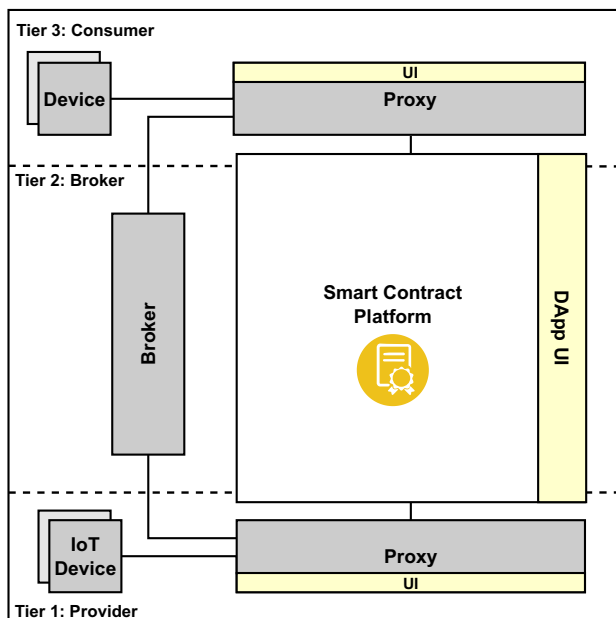 Tier 3: Consumer
Device
UI
Proxy
Tier 2: Broker
Broker
Smart Contract
Platform
DApp UI
IoT
Device
Proxy
UI
Tier 1: Provider